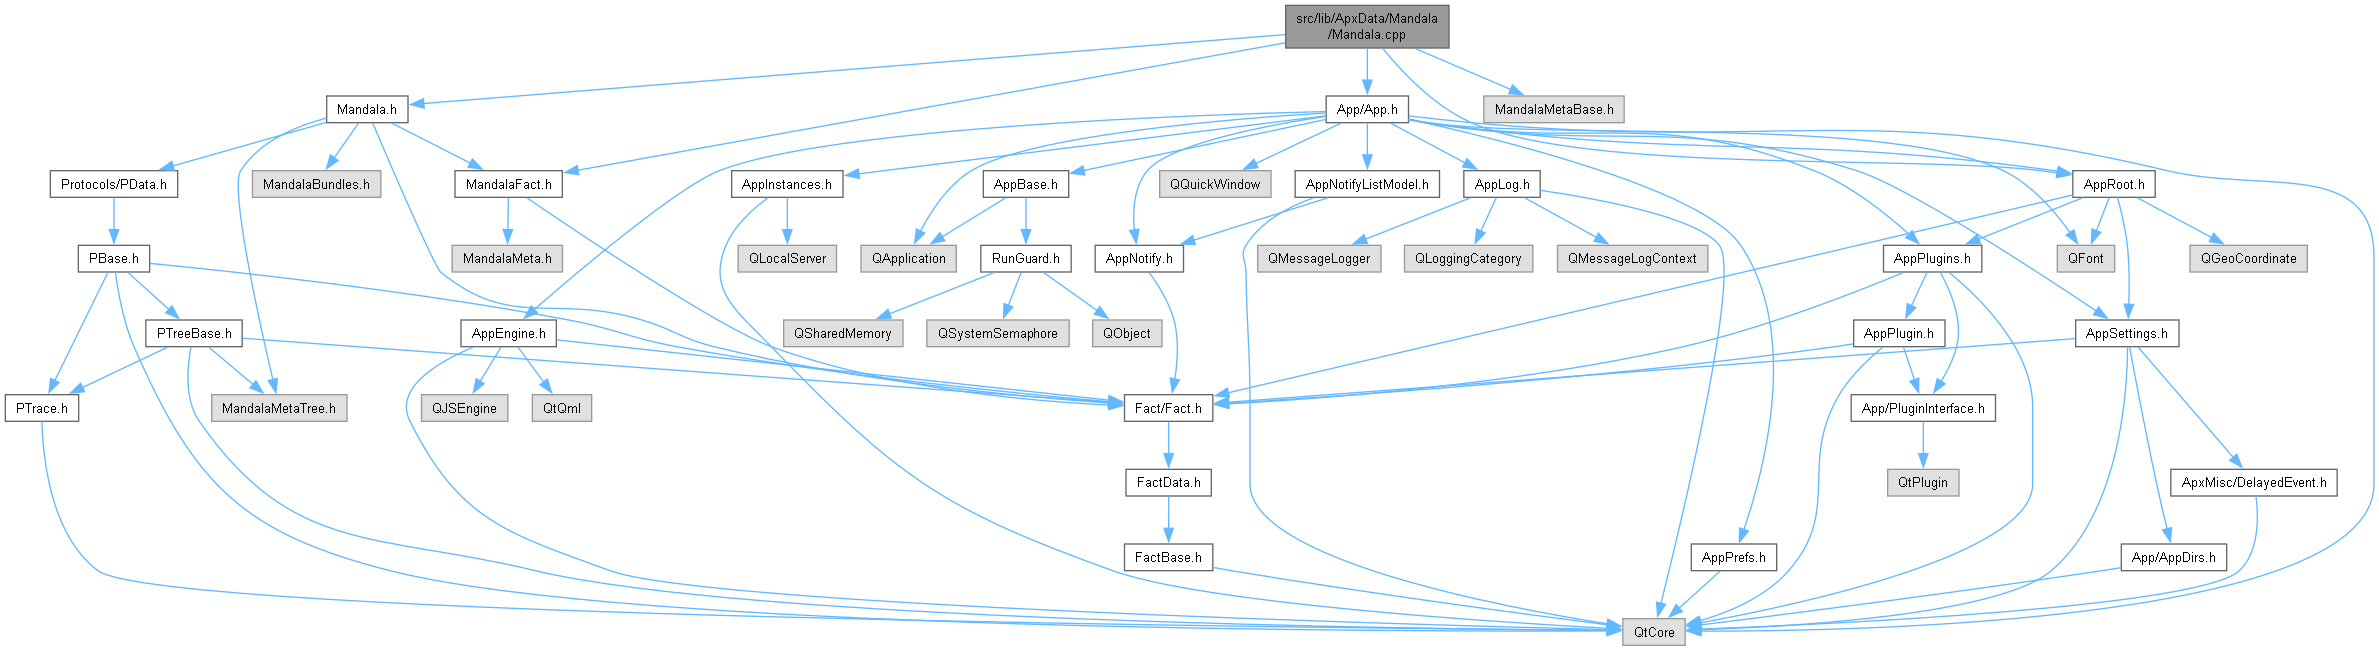 src/lib/ApxData/Mandala
/Mandala.cpp
Mandala.h
App/App.h
MandalaMetaBase.h
Protocols/PData.h
MandalaBundles.h
MandalaFact.h
AppInstances.h
AppBase.h
QQuickWindow
AppNotifyListModel.h
AppLog.h
AppRoot.h
PBase.h
MandalaMeta.h
QLocalServer
QApplication
RunGuard.h
AppNotify.h
QMessageLogger
QLoggingCategory
QMessageLogContext
AppPlugins.h
QFont
QGeoCoordinate
PTreeBase.h
AppEngine.h
QSharedMemory
QSystemSemaphore
QObject
AppPlugin.h
AppSettings.h
PTrace.h
MandalaMetaTree.h
QJSEngine
QtQml
Fact/Fact.h
App/PluginInterface.h
FactData.h
QtPlugin
ApxMisc/DelayedEvent.h
FactBase.h
AppPrefs.h
App/AppDirs.h
QtCore